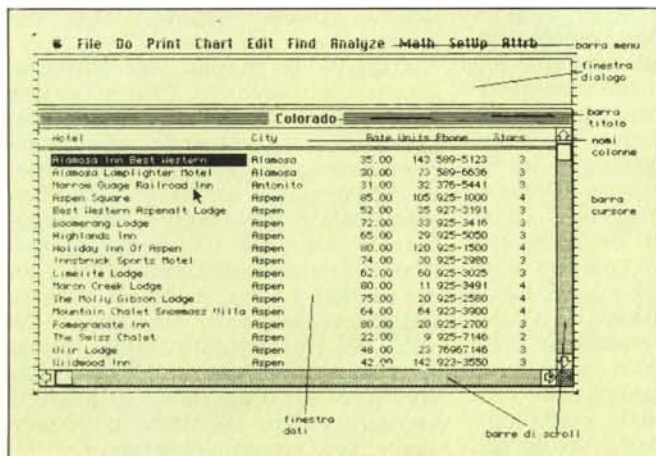 File Do Print Chart Edit Find Analyze Math SetUp Attrb
barra menu
finestra dialogo
Colorado
barra titolo
Hotel City Rate Units Phone Stars
nomi colonne
Alamosa Inn Best Western Alamosa 35.00 143 589-5123 3
Alamosa Lamplighter Motel Alamosa 30.00 73 589-6636 3
Narrow Guage Railroad Inn Antonito 31.00 32 376-5441 3
Aspen Square Aspen 85.00 105 925-1000 4
Best Western Aspenalt Lodge Aspen 52.00 35 927-3191 3
Boomerang Lodge Aspen 72.00 33 925-3416 3
Highlands Inn Aspen 65.00 29 925-5050 3
Holiday Inn Of Aspen Aspen 80.00 120 925-1500 4
Innsbruck Sports Motel Aspen 74.00 30 925-2980 3
Limelite Lodge Aspen 62.00 60 925-3025 3
Maron Creek Lodge Aspen 80.00 11 925-3491 4
The Molly Gibson Lodge Aspen 75.00 20 925-2580 4
Mountain Chalet Snowmass Villa Aspen 64.00 64 923-3900 4
Pomegranate Inn Aspen 80.00 20 925-2700 3
The Swiss Chalet Aspen 22.00 9 925-7146 2
Ullr Lodge Aspen 48.00 23 76967146 3
Wildwood Inn Aspen 142 923-3550 3
barra cursore
finestra dati
barre di scroll